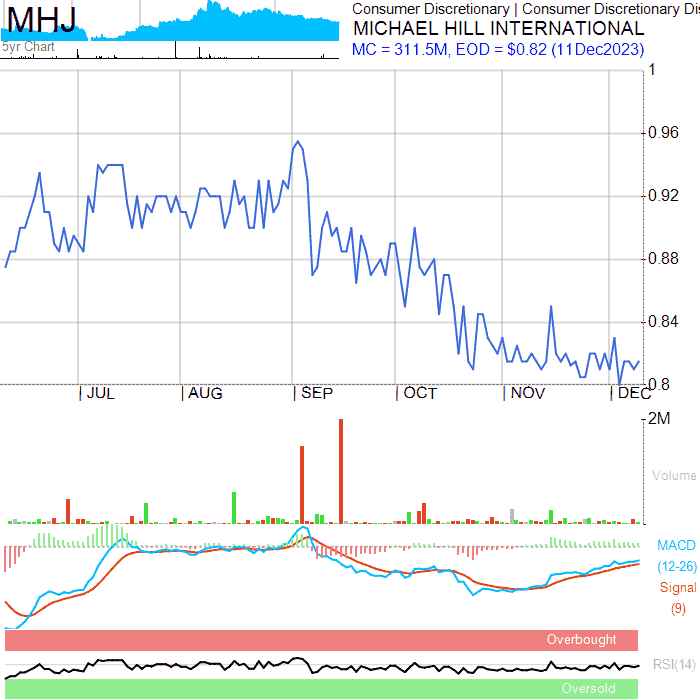 MHJ
5yr Chart
Consumer Discretionary | Consumer Discretionary Dis
MICHAEL HILL INTERNATIONAL
MC = 311.5M, EOD = $0.82 (11Dec2023)
1
0.96
0.92
0.88
0.84
0.8
JUL AUG SEP OCT NOV DEC
2M
Volume
MACD
(12-26)
Signal
(9)
Overbought
RSI(14)
Oversold